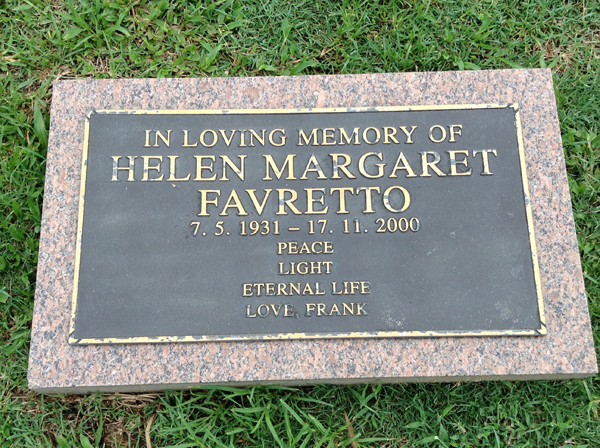 IN LOVING MEMORY OF
HELEN MARGARET
FAVRETTO
7. 5. 1931 – 17. 11. 2000
PEACE
LIGHT
ETERNAL LIFE
LOVE, FRANK